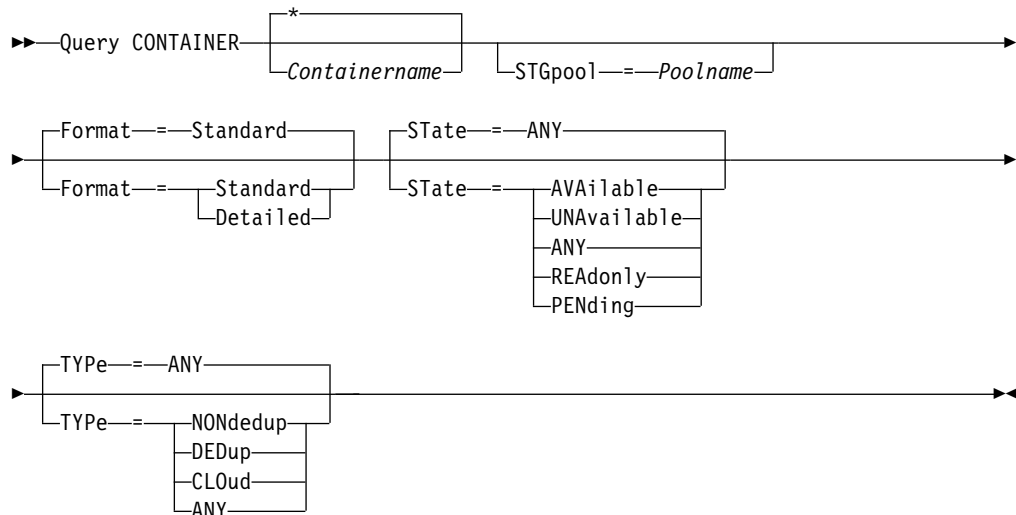 *
Query CONTAINER
Containername STGpool = Poolname
Format = Standard STate = ANY
Format = Standard STate = AVAilable
Detailed UNAvailable
ANY
REAdonly
PENding
TYPe = ANY
TYPe = NONdedup
DEDup
CLOud
ANY